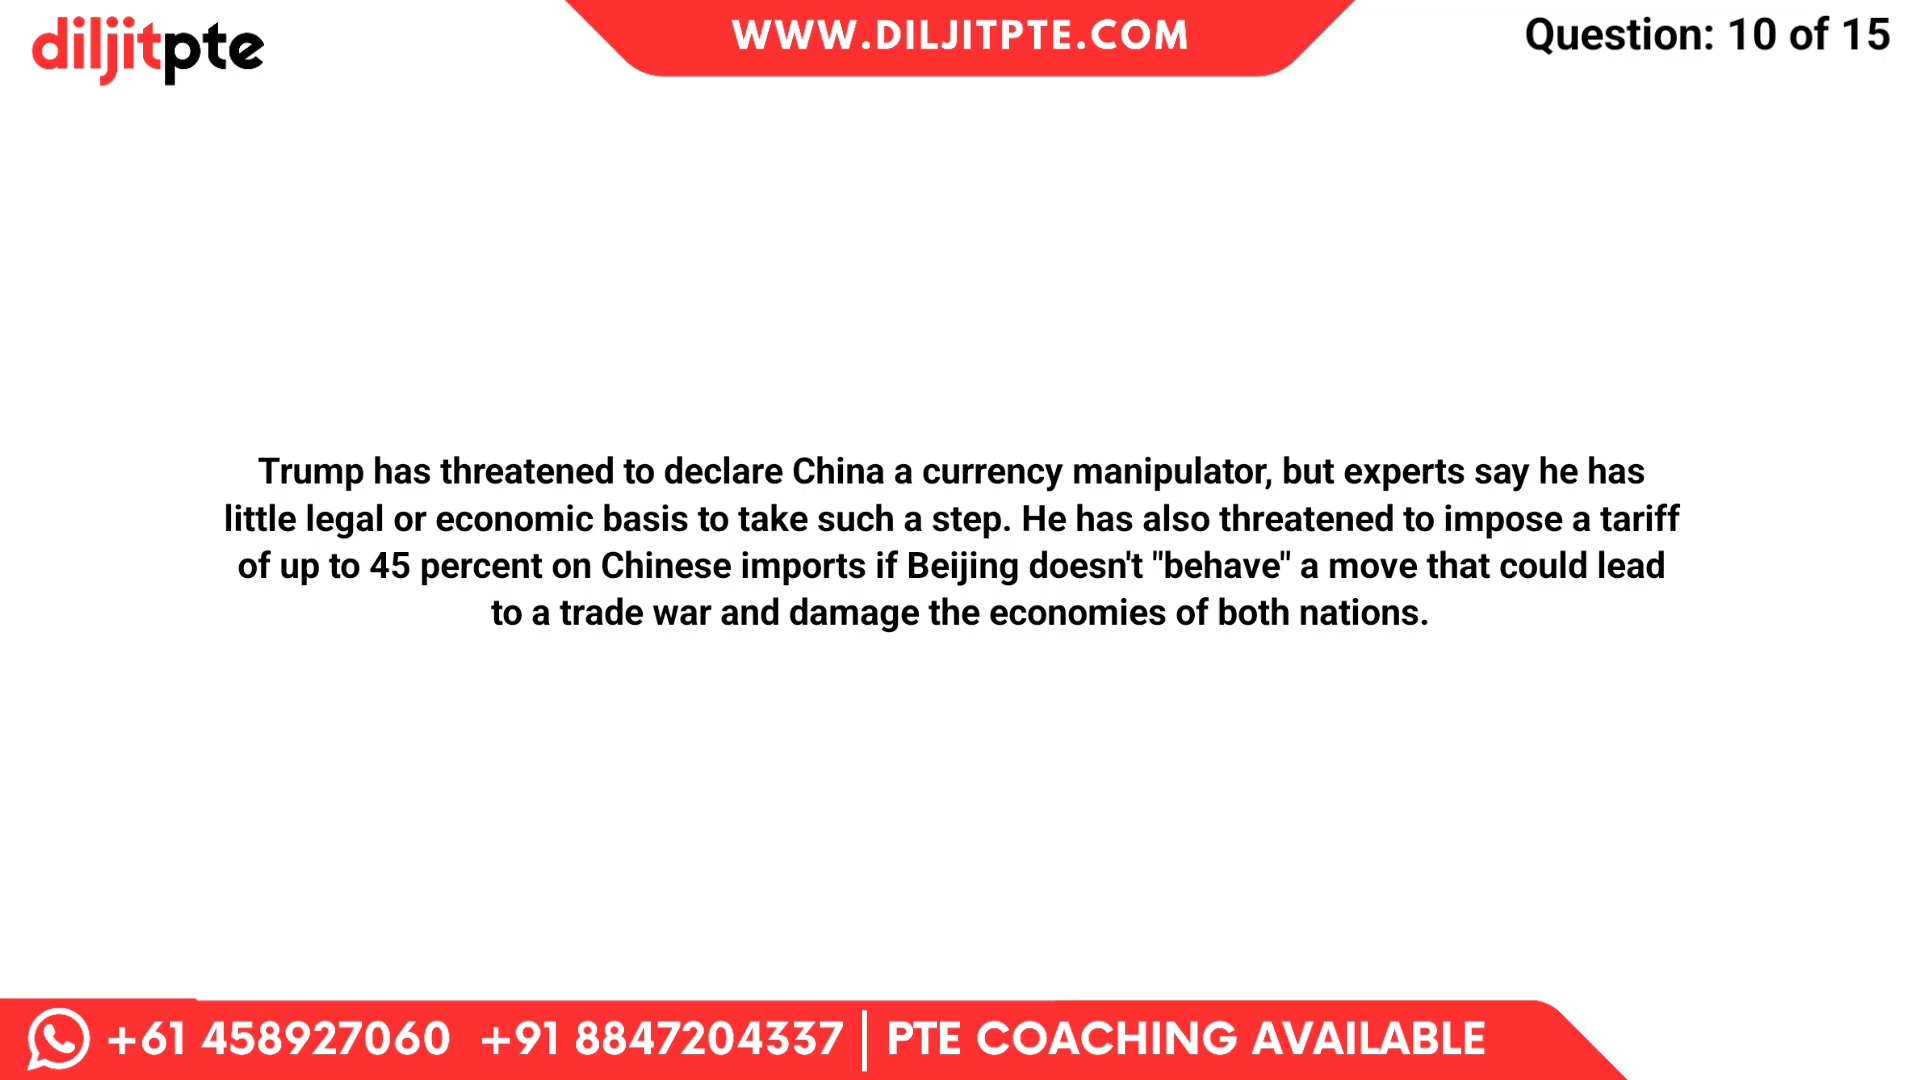 diljitpte
WWW.DILJITPTE.COM
Question: 10 of 15
Trump has threatened to declare China a currency manipulator, but experts say he has
little legal or economic basis to take such a step. He has also threatened to impose a tariff
of up to 45 percent on Chinese imports if Beijing doesn't "behave" a move that could lead
to a trade war and damage the economies of both nations.
+61 458927060 +91 8847204337 | PTE COACHING AVAILABLE